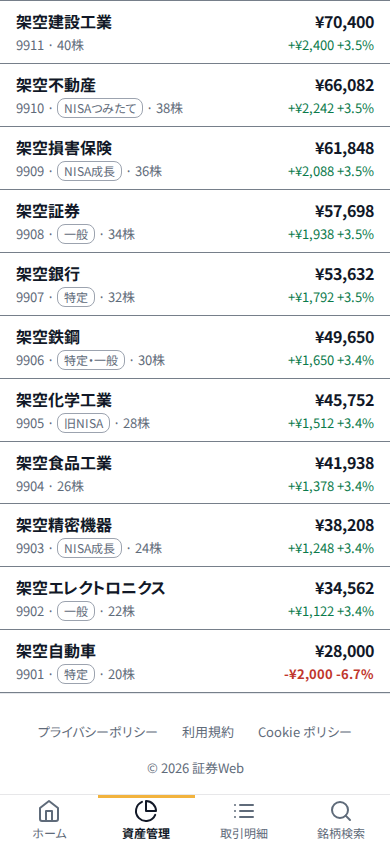 架空建設工業 ¥70,400
9911 · 40株 +¥2,400 +3.5%
架空不動産 ¥66,082
9910 · NISAつみたて · 38株 +¥2,242 +3.5%
架空損害保険 ¥61,848
9909 · NISA成長 · 36株 +¥2,088 +3.5%
架空証券 ¥57,698
9908 · 一般 · 34株 +¥1,938 +3.5%
架空銀行 ¥53,632
9907 · 特定 · 32株 +¥1,792 +3.5%
架空鉄鋼 ¥49,650
9906 · 特定・一般 · 30株 +¥1,650 +3.4%
架空化学工業 ¥45,752
9905 · 旧NISA · 28株 +¥1,512 +3.4%
架空食品工業 ¥41,938
9904 · 26株 +¥1,378 +3.4%
架空精密機器 ¥38,208
9903 · NISA成長 · 24株 +¥1,248 +3.4%
架空エレクトロニクス ¥34,562
9902 · 一般 · 22株 +¥1,122 +3.4%
架空自動車 ¥28,000
9901 · 特定 · 20株 -¥2,000 -6.7%
プライバシーポリシー 利用規約 Cookie ポリシー
© 2026 証券Web
ホーム 資産管理 取引明細 銘柄検索